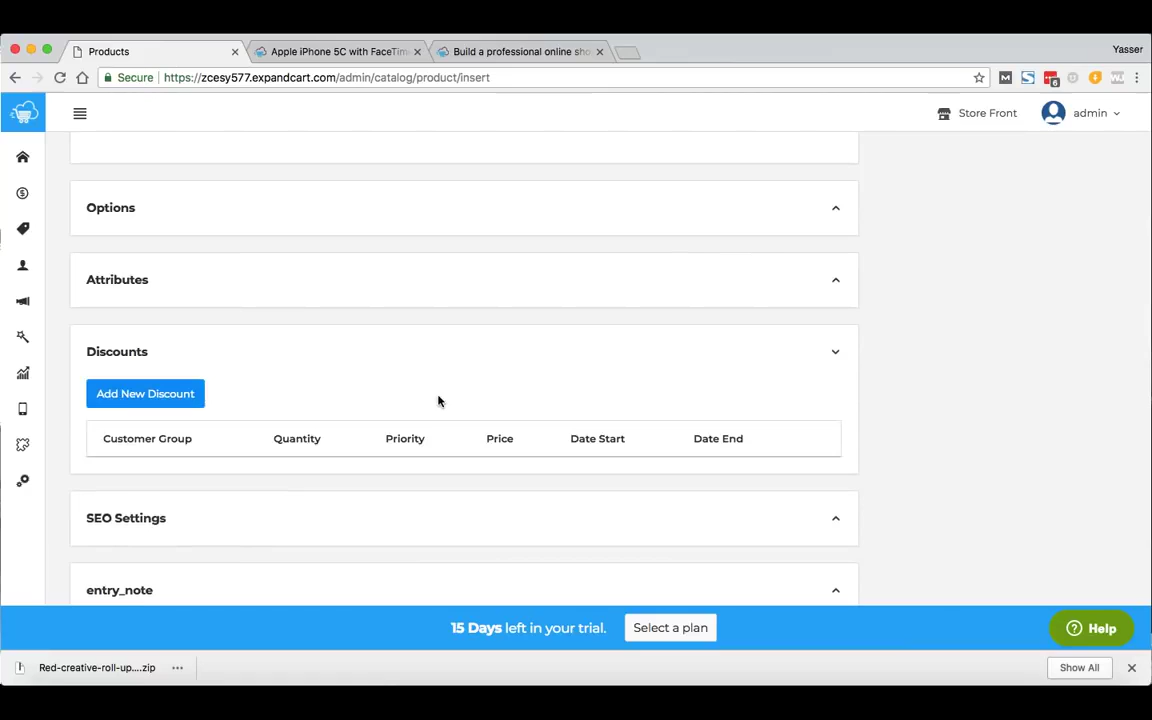 Products
Apple iPhone 5C with FaceTim
Build a professional online sho
Yasser
Secure https://zcesy577.expandcart.com/admin/catalog/product/insert
6
Store Front
admin
Options
Attributes
Discounts
Add New Discount
Customer Group Quantity Priority Price Date Start Date End
SEO Settings
entry_note
15 Days left in your trial. Select a plan
Help
Red-creative-roll-up....zip
Show All